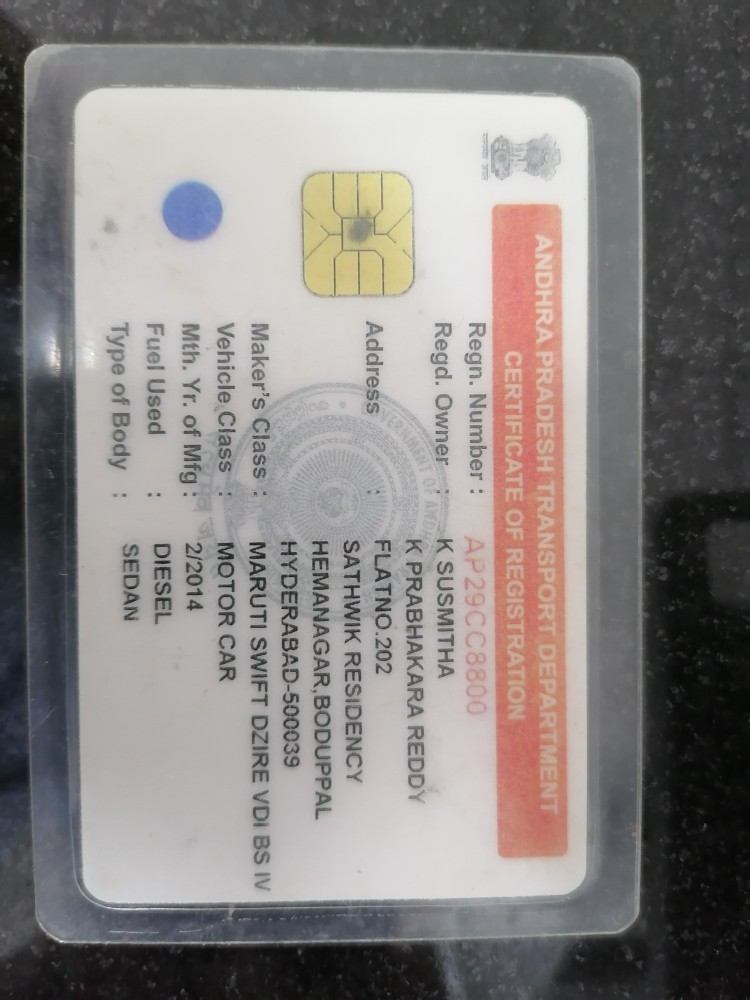 ANDHRA PRADESH TRANSPORT DEPARTMENT
CERTIFICATE OF REGISTRATION
Regn. Number : AP29CC8800
Regd. Owner : K SUSMITHA
K PRABHAKARA REDDY
Address : FLATNO.202
SATHWIK RESIDENCY
HEMANAGAR,BODUPPAL
HYDERABAD-500039
Maker's Class : MARUTI SWIFT DZIRE VDI BS IV
Vehicle Class : MOTOR CAR
Mth. Yr. of Mfg : 2/2014
Fuel Used : DIESEL
Type of Body : SEDAN